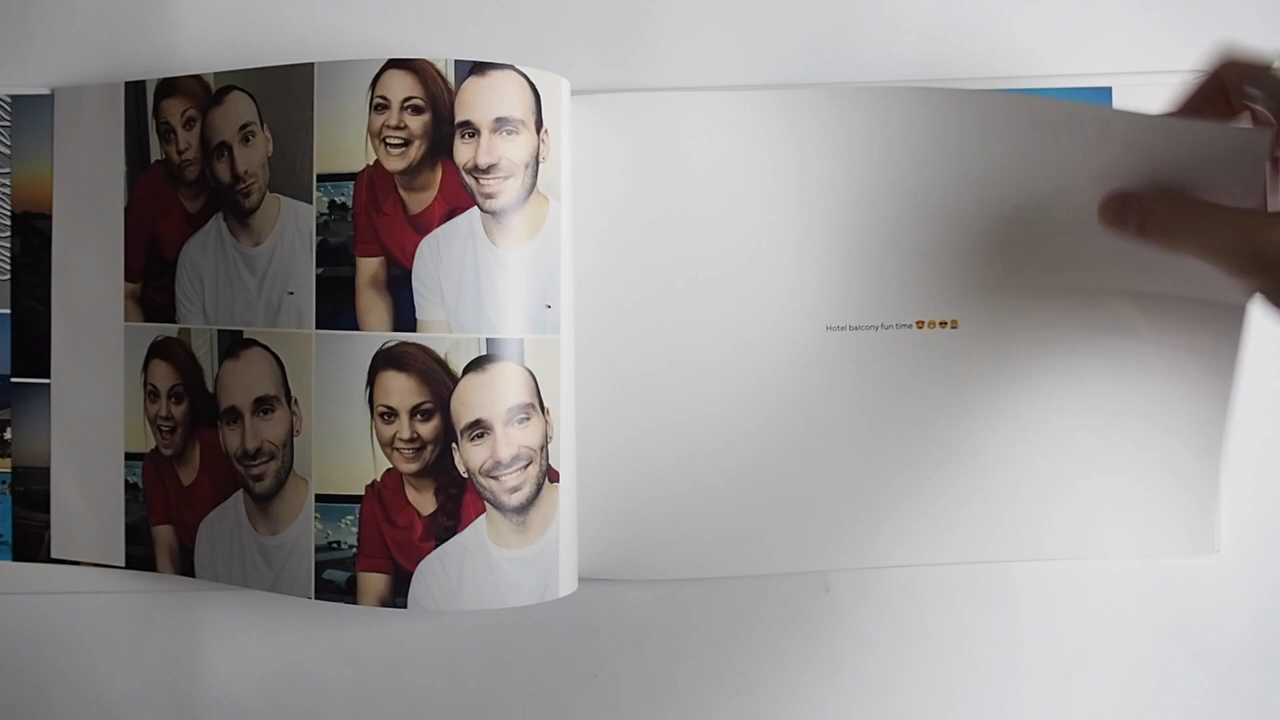 Hotel balcony fun time 😍😁😎🤷